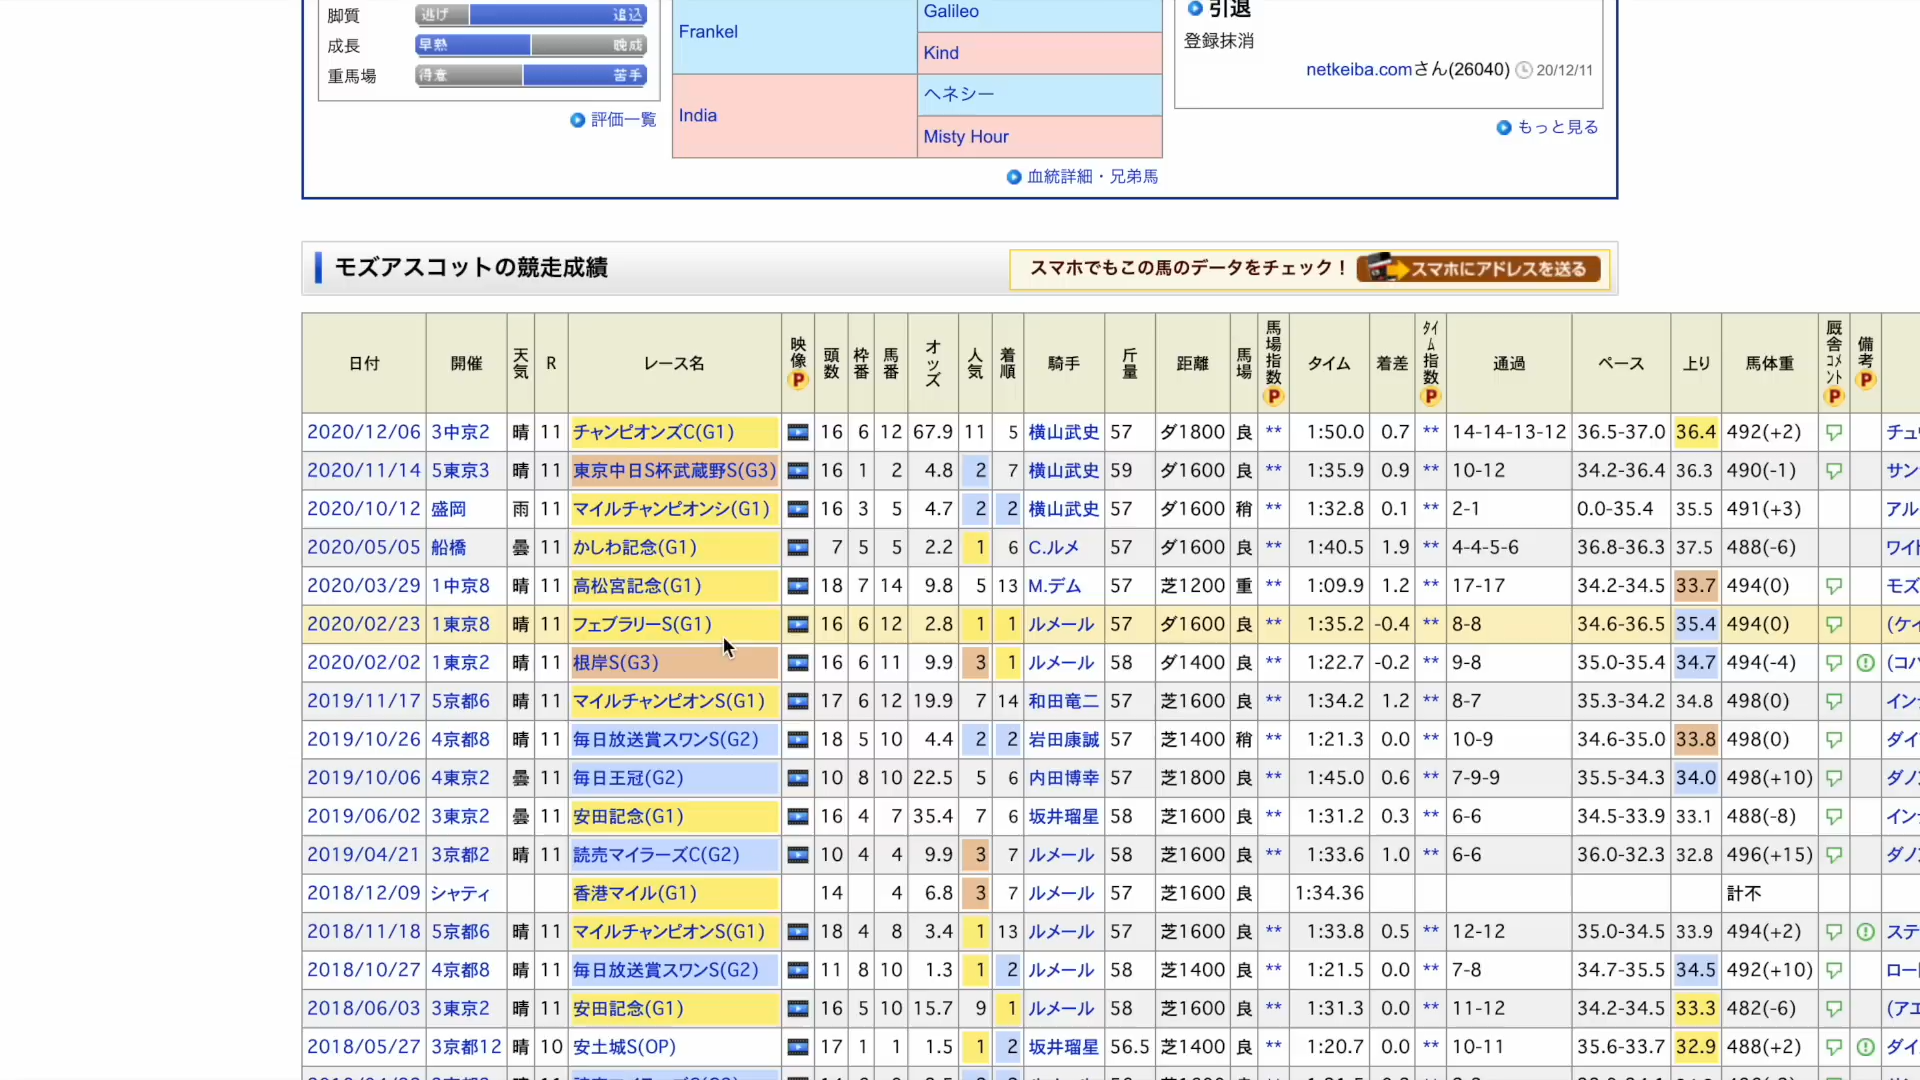 脚質 逃げ 追込
成長 早熟 晩成
重馬場 得意 苦手
評価一覧
Frankel
India
Galileo
Kind
ヘネシー
Misty Hour
血統詳細・兄弟馬
引退
登録抹消
netkeiba.comさん(26040) 20/12/11
もっと見る
モズアスコットの競走成績
スマホでもこの馬のデータをチェック！ スマホにアドレスを送る
日付 開催 天気 R レース名 映像 P 頭数 枠番 馬番 オッズ 人気 着順 騎手 斤量 距離 馬場 馬場指数 P タイム 着差 タイム指数 P 通過 ペース 上り 馬体重 厩舎コメント P 備考 P
2020/12/06 3中京2 晴 11 チャンピオンズC(G1) 16 6 12 67.9 11 5 横山武史 57 ダ1800 良 ** 1:50.0 0.7 ** 14-14-13-12 36.5-37.0 36.4 492(+2) チュ
2020/11/14 5東京3 晴 11 東京中日S杯武蔵野S(G3) 16 1 2 4.8 2 7 横山武史 59 ダ1600 良 ** 1:35.9 0.9 ** 10-12 34.2-36.4 36.3 490(-1) サン
2020/10/12 盛岡 雨 11 マイルチャンピオンシ(G1) 16 3 5 4.7 2 2 横山武史 57 ダ1600 稍 ** 1:32.8 0.1 ** 2-1 0.0-35.4 35.5 491(+3) アル
2020/05/05 船橋 曇 11 かしわ記念(G1) 7 5 5 2.2 1 6 C.ルメ 57 ダ1600 良 ** 1:40.5 1.9 ** 4-4-5-6 36.8-36.3 37.5 488(-6) ワイ
2020/03/29 1中京8 晴 11 高松宮記念(G1) 18 7 14 9.8 5 13 M.デム 57 芝1200 重 ** 1:09.9 1.2 ** 17-17 34.2-34.5 33.7 494(0) モズ
2020/02/23 1東京8 晴 11 フェブラリーS(G1) 16 6 12 2.8 1 1 ルメール 57 ダ1600 良 ** 1:35.2 -0.4 ** 8-8 34.6-36.5 35.4 494(0) (ケイ
2020/02/02 1東京2 晴 11 根岸S(G3) 16 6 11 9.9 3 1 ルメール 58 ダ1400 良 ** 1:22.7 -0.2 ** 9-8 35.0-35.4 34.7 494(-4) (コパ
2019/11/17 5京都6 晴 11 マイルチャンピオンS(G1) 17 6 12 19.9 7 14 和田竜二 57 芝1600 良 ** 1:34.2 1.2 ** 8-7 35.3-34.2 34.8 498(0) イン
2019/10/26 4京都8 晴 11 毎日放送賞スワンS(G2) 18 5 10 4.4 2 2 岩田康誠 57 芝1400 稍 ** 1:21.3 0.0 ** 10-9 34.6-35.0 33.8 498(0) ダイ
2019/10/06 4東京2 曇 11 毎日王冠(G2) 10 8 10 22.5 5 6 内田博幸 57 芝1800 良 ** 1:45.0 0.6 ** 7-9-9 35.5-34.3 34.0 498(+10) ダノ
2019/06/02 3東京2 曇 11 安田記念(G1) 16 4 7 35.4 7 6 坂井瑠星 58 芝1600 良 ** 1:31.2 0.3 ** 6-6 34.5-33.9 33.1 488(-8) イン
2019/04/21 3京都2 晴 11 読売マイラーズC(G2) 10 4 4 9.9 3 7 ルメール 58 芝1600 良 ** 1:33.6 1.0 ** 6-6 36.0-32.3 32.8 496(+15) ダノ
2018/12/09 シャティ 香港マイル(G1) 14 4 6.8 3 7 ルメール 57 芝1600 良 1:34.36 計不
2018/11/18 5京都6 晴 11 マイルチャンピオンS(G1) 18 4 8 3.4 1 13 ルメール 57 芝1600 良 ** 1:33.8 0.5 ** 12-12 35.0-34.5 33.9 494(+2) ステ
2018/10/27 4京都8 晴 11 毎日放送賞スワンS(G2) 11 8 10 1.3 1 2 ルメール 58 芝1400 良 ** 1:21.5 0.0 ** 7-8 34.7-35.5 34.5 492(+10) ロー
2018/06/03 3東京2 晴 11 安田記念(G1) 16 5 10 15.7 9 1 ルメール 58 芝1600 良 ** 1:31.3 0.0 ** 11-12 34.2-34.5 33.3 482(-6) (アエ
2018/05/27 3京都12 晴 10 安土城S(OP) 17 1 1 1.5 1 2 坂井瑠星 56.5 芝1400 良 ** 1:20.7 0.0 ** 10-11 35.6-33.7 32.9 488(+2) ダイ